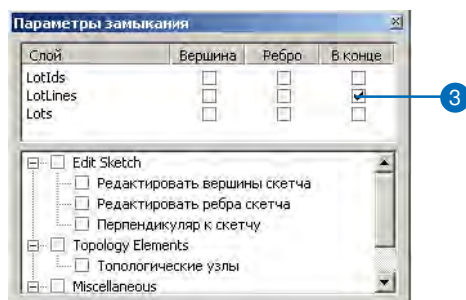 Параметры замыкания
Слой Вершина Ребро В конце
LotIds
LotLines
3
Lots
Edit Sketch
Редактировать вершины скетча
Редактировать ребра скетча
Перпендикуляр к скетчу
Topology Elements
Топологические узлы
Miscellaneous